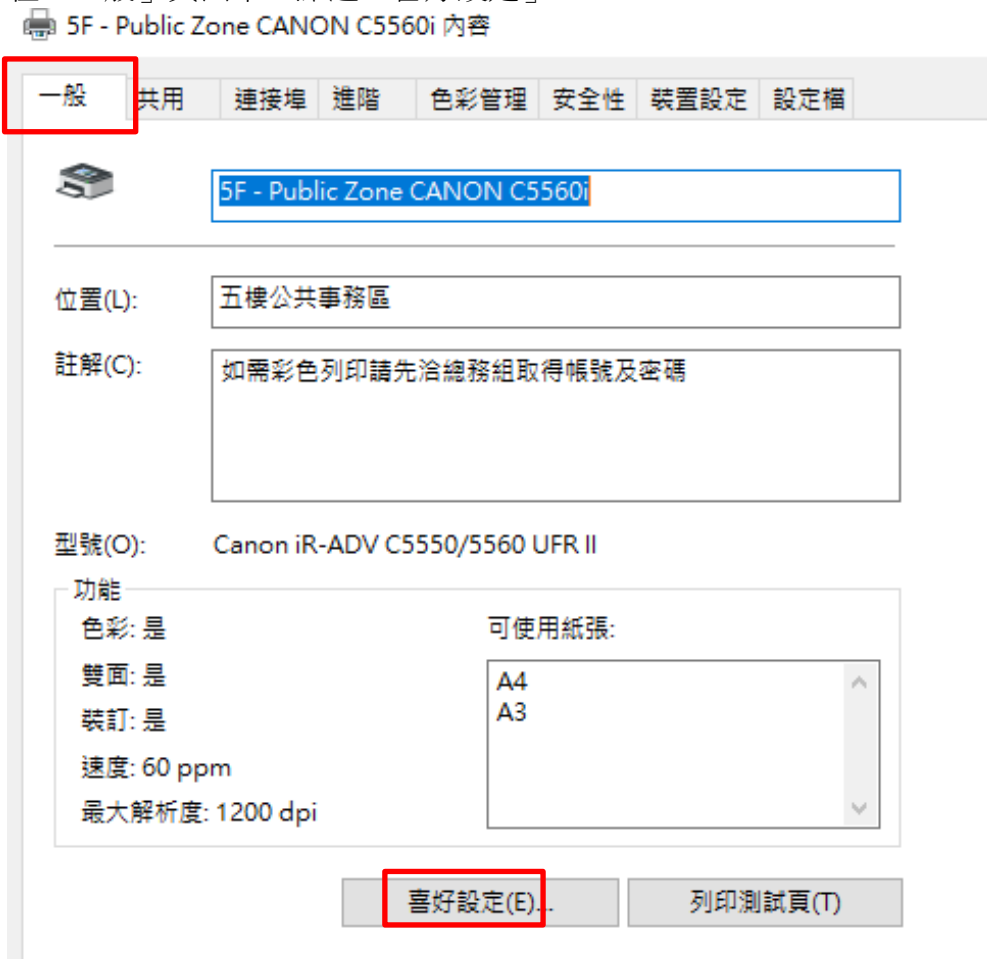 5F - Public Zone CANON C5560i 內容
一般 共用 連接埠 進階 色彩管理 安全性 裝置設定 設定檔
5F - Public Zone CANON C5560i
位置(L): 五樓公共事務區
註解(C): 如需彩色列印請先洽總務組取得帳號及密碼
型號(O): Canon iR-ADV C5550/5560 UFR II
功能
色彩: 是 可使用紙張:
雙面: 是 A4
裝訂: 是 A3
速度: 60 ppm
最大解析度: 1200 dpi
喜好設定(E)... 列印測試頁(T)